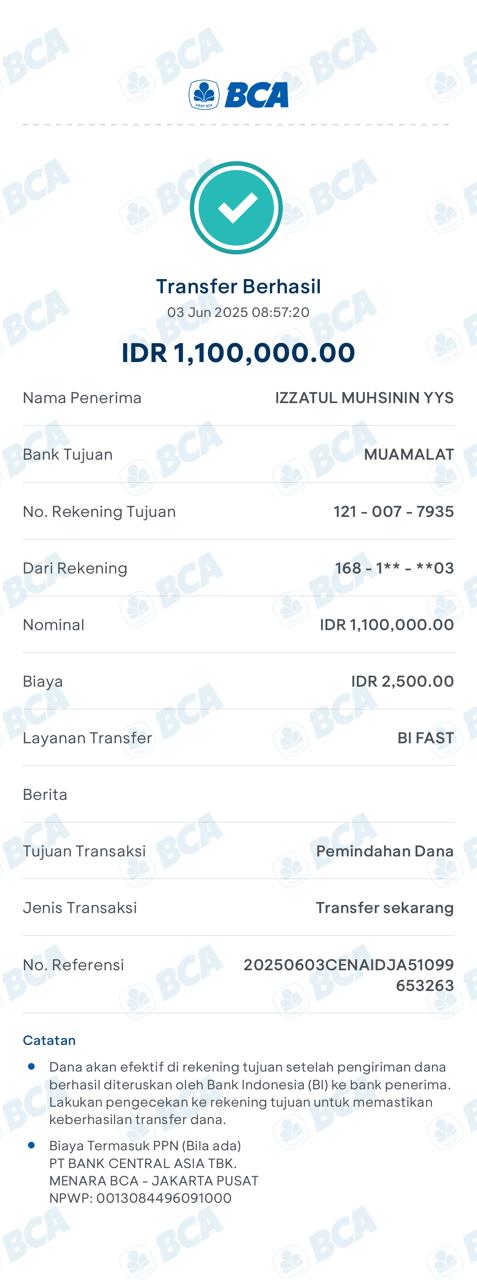 BCA
Transfer Berhasil
03 Jun 2025 08:57:20
IDR 1,100,000.00
Nama Penerima IZZATUL MUHSININ YYS
Bank Tujuan MUAMALAT
No. Rekening Tujuan 121 - 007 - 7935
Dari Rekening 168 - 1** - **03
Nominal IDR 1,100,000.00
Biaya IDR 2,500.00
Layanan Transfer BI FAST
Berita
Tujuan Transaksi Pemindahan Dana
Jenis Transaksi Transfer sekarang
No. Referensi 20250603CENAIDJA51099
653263
Catatan
Dana akan efektif di rekening tujuan setelah pengiriman dana
berhasil diteruskan oleh Bank Indonesia (BI) ke bank penerima.
Lakukan pengecekan ke rekening tujuan untuk memastikan
keberhasilan transfer dana.
Biaya Termasuk PPN (Bila ada)
PT BANK CENTRAL ASIA TBK.
MENARA BCA - JAKARTA PUSAT
NPWP: 0013084496091000